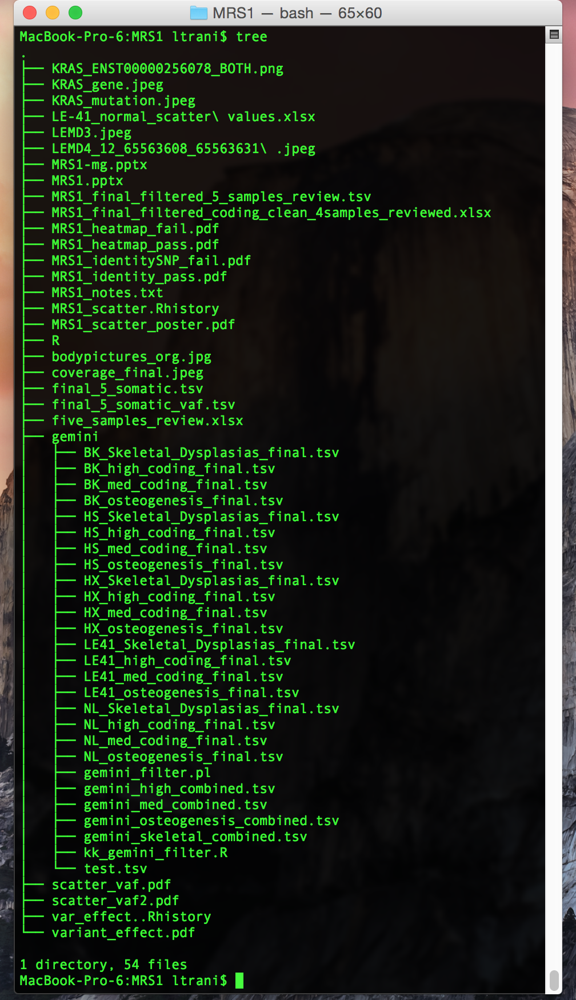 MRS1 — bash — 65×60
MacBook-Pro-6:MRS1 ltrani$ tree
.
├── KRAS_ENST00000256078_BOTH.png
├── KRAS_gene.jpeg
├── KRAS_mutation.jpeg
├── LE-41_normal_scatter\ values.xlsx
├── LEMD3.jpeg
├── LEMD4_12_65563608_65563631\ .jpeg
├── MRS1-mg.pptx
├── MRS1.pptx
├── MRS1_final_filtered_5_samples_review.tsv
├── MRS1_final_filtered_coding_clean_4samples_reviewed.xlsx
├── MRS1_heatmap_fail.pdf
├── MRS1_heatmap_pass.pdf
├── MRS1_identitySNP_fail.pdf
├── MRS1_identity_pass.pdf
├── MRS1_notes.txt
├── MRS1_scatter.Rhistory
├── MRS1_scatter_poster.pdf
├── R
├── bodypictures_org.jpg
├── coverage_final.jpeg
├── final_5_somatic.tsv
├── final_5_somatic_vaf.tsv
├── five_samples_review.xlsx
├── gemini
│   ├── BK_Skeletal_Dysplasias_final.tsv
│   ├── BK_high_coding_final.tsv
│   ├── BK_med_coding_final.tsv
│   ├── BK_osteogenesis_final.tsv
│   ├── HS_Skeletal_Dysplasias_final.tsv
│   ├── HS_high_coding_final.tsv
│   ├── HS_med_coding_final.tsv
│   ├── HS_osteogenesis_final.tsv
│   ├── HX_Skeletal_Dysplasias_final.tsv
│   ├── HX_high_coding_final.tsv
│   ├── HX_med_coding_final.tsv
│   ├── HX_osteogenesis_final.tsv
│   ├── LE41_Skeletal_Dysplasias_final.tsv
│   ├── LE41_high_coding_final.tsv
│   ├── LE41_med_coding_final.tsv
│   ├── LE41_osteogenesis_final.tsv
│   ├── NL_Skeletal_Dysplasias_final.tsv
│   ├── NL_high_coding_final.tsv
│   ├── NL_med_coding_final.tsv
│   ├── NL_osteogenesis_final.tsv
│   ├── gemini_filter.pl
│   ├── gemini_high_combined.tsv
│   ├── gemini_med_combined.tsv
│   ├── gemini_osteogenesis_combined.tsv
│   ├── gemini_skeletal_combined.tsv
│   ├── kk_gemini_filter.R
│   └── test.tsv
├── scatter_vaf.pdf
├── scatter_vaf2.pdf
├── var_effect..Rhistory
└── variant_effect.pdf
1 directory, 54 files
MacBook-Pro-6:MRS1 ltrani$